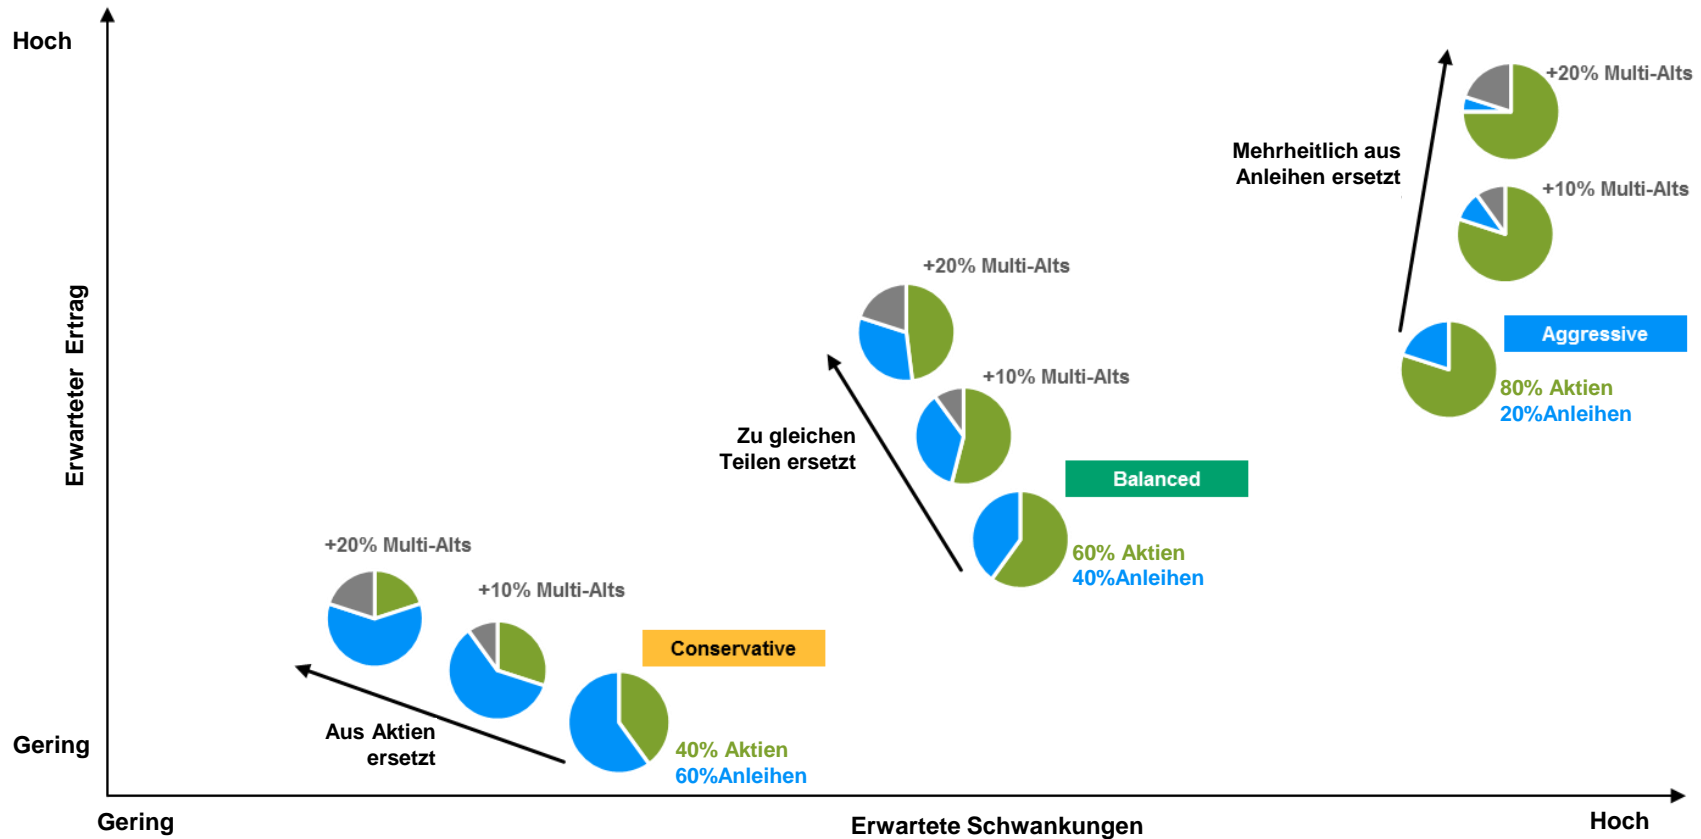 Hoch
+20% Multi-Alts
Mehrheitlich aus
Anleihen ersetzt
+10% Multi-Alts
+20% Multi-Alts
Aggressive
80% Aktien
20%Anleihen
+10% Multi-Alts
Zu gleichen
Teilen ersetzt
Balanced
60% Aktien
40%Anleihen
Erwarteter Ertrag
+20% Multi-Alts
+10% Multi-Alts
Conservative
Aus Aktien
ersetzt
40% Aktien
60%Anleihen
Gering
Gering
Erwartete Schwankungen
Hoch